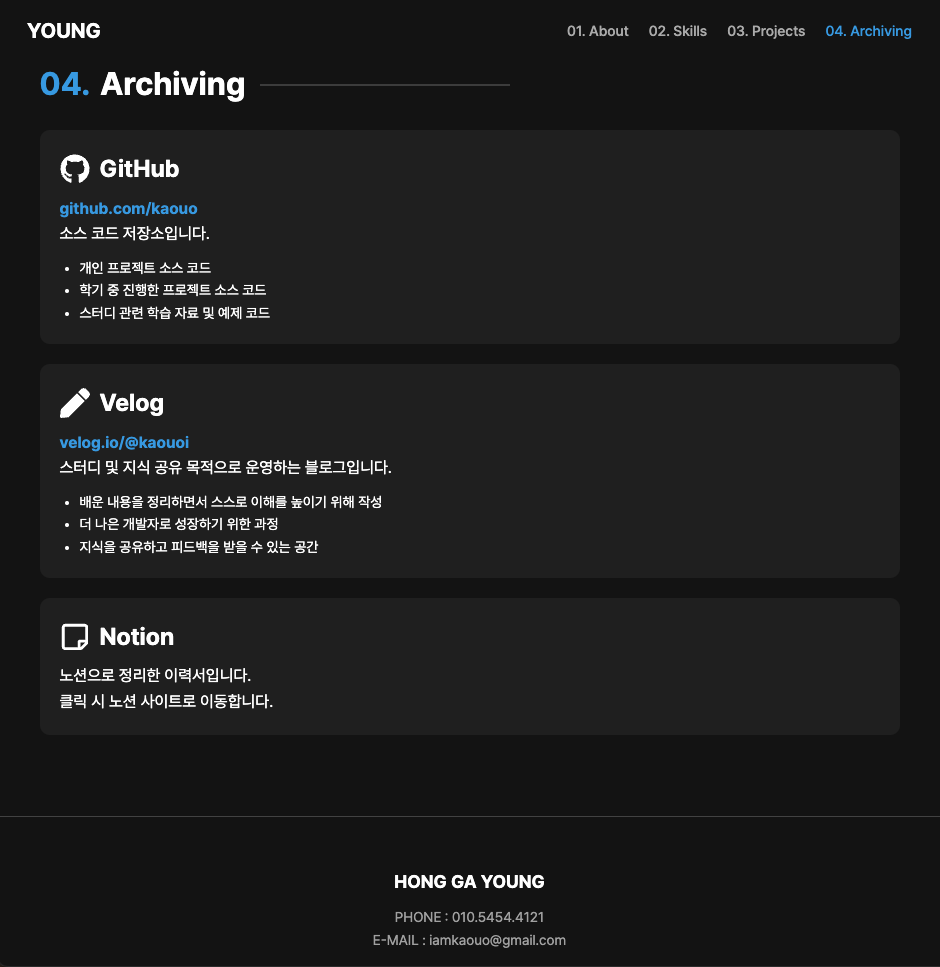 YOUNG
01. About 02. Skills 03. Projects 04. Archiving
04. Archiving
GitHub
github.com/kaouo
소스 코드 저장소입니다.
• 개인 프로젝트 소스 코드
• 학기 중 진행한 프로젝트 소스 코드
• 스터디 관련 학습 자료 및 예제 코드
Velog
velog.io/@kaouoi
스터디 및 지식 공유 목적으로 운영하는 블로그입니다.
• 배운 내용을 정리하면서 스스로 이해를 높이기 위해 작성
• 더 나은 개발자로 성장하기 위한 과정
• 지식을 공유하고 피드백을 받을 수 있는 공간
Notion
노션으로 정리한 이력서입니다.
클릭 시 노션 사이트로 이동합니다.
HONG GA YOUNG
PHONE : 010.5454.4121
E-MAIL : iamkaouo@gmail.com